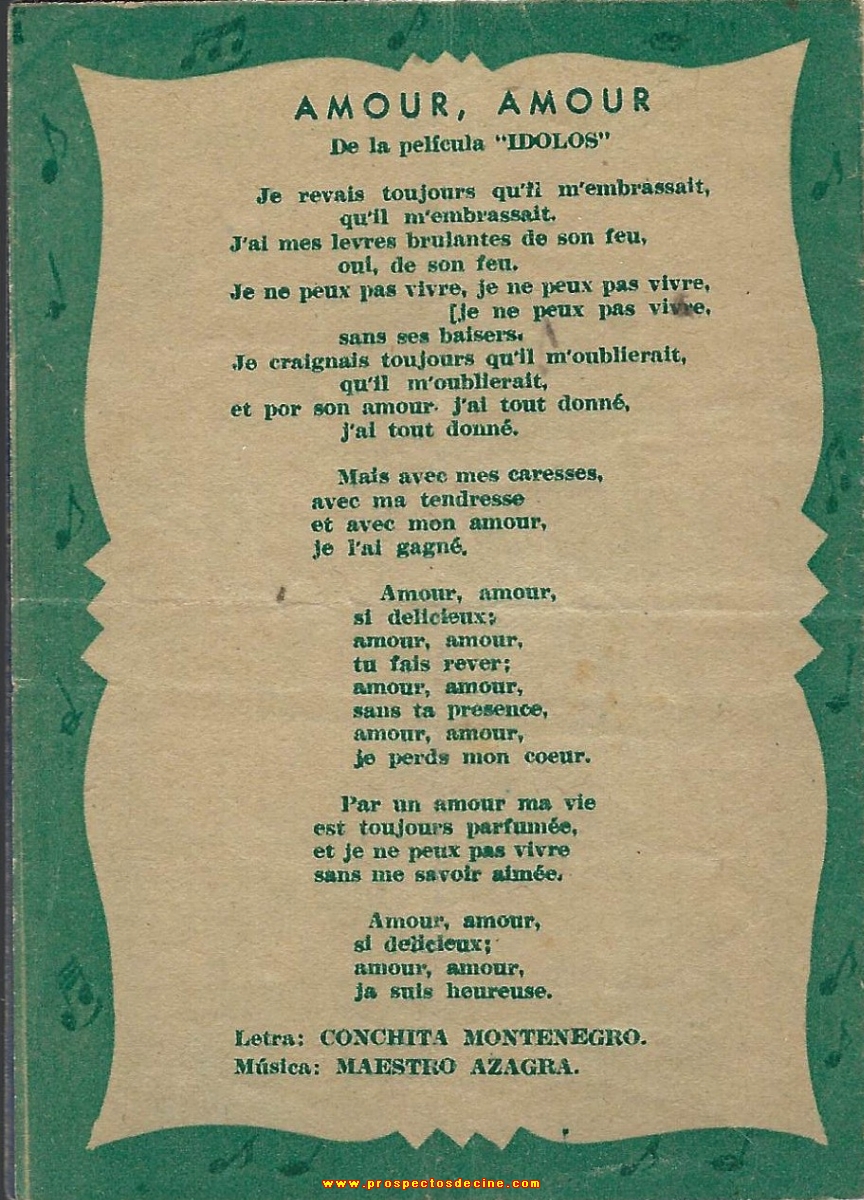 AMOUR, AMOUR
De la película "IDOLOS"
Je revais toujours qu'il m'embrassait,
qu'il m'embrassait.
J'ai mes levres brulantes de son feu,
oui, de son feu.
Je ne peux pas vivre, je ne peux pas vivre,
[je ne peux pas vivre,
sans ses baisers.
Je craignais toujours qu'il m'oublierait,
qu'il m'oublierait,
et por son amour j'ai tout donné,
j'ai tout donné.
Mais avec mes caresses,
avec ma tendresse
et avec mon amour,
je l'ai gagné.
Amour, amour,
si delicieux;
amour, amour,
tu fais rever;
amour, amour,
sans ta presence,
amour, amour,
je perds mon coeur.
Par un amour ma vie
est toujours parfumée,
et je ne peux pas vivre
sans me savoir aimée.
Amour, amour,
si delicieux;
amour, amour,
ja suis heureuse.
Letra: CONCHITA MONTENEGRO.
Música: MAESTRO AZAGRA.
www.prospectosdecine.com